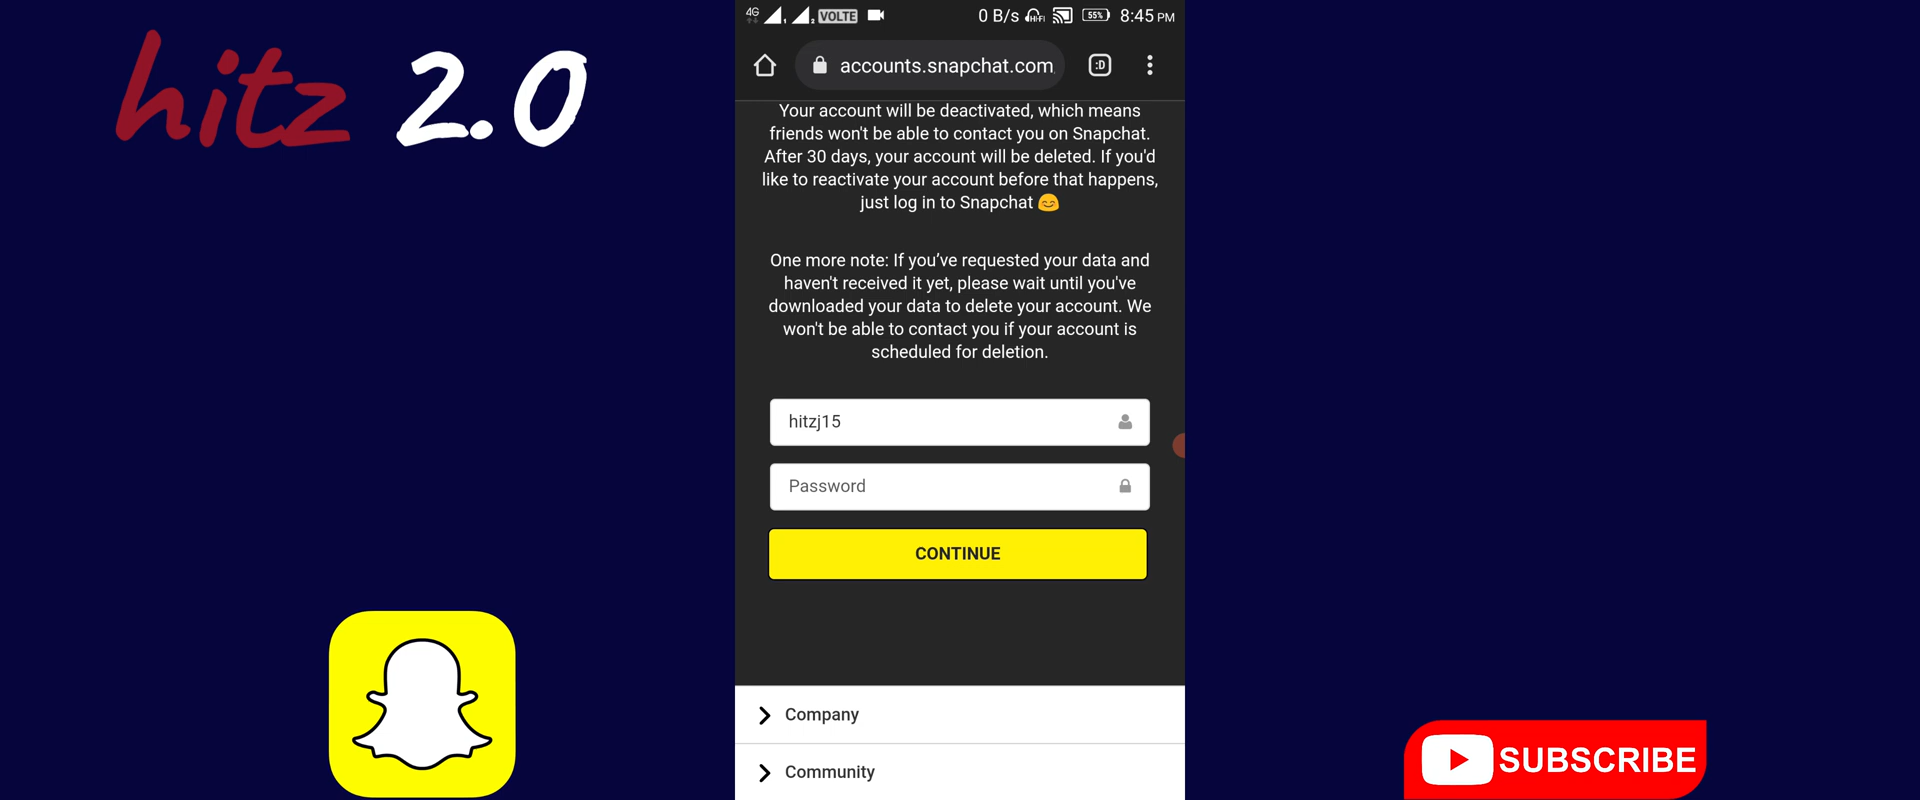 hitz 2.0
4G 1 2 VOLTE 0 B/s HI-FI 55% 8:45 PM
accounts.snapchat.com :D
Your account will be deactivated, which means
friends won't be able to contact you on Snapchat.
After 30 days, your account will be deleted. If you'd
like to reactivate your account before that happens,
just log in to Snapchat 😊
One more note: If you’ve requested your data and
haven't received it yet, please wait until you've
downloaded your data to delete your account. We
won't be able to contact you if your account is
scheduled for deletion.
hitzj15
Password
CONTINUE
Company
Community
SUBSCRIBE